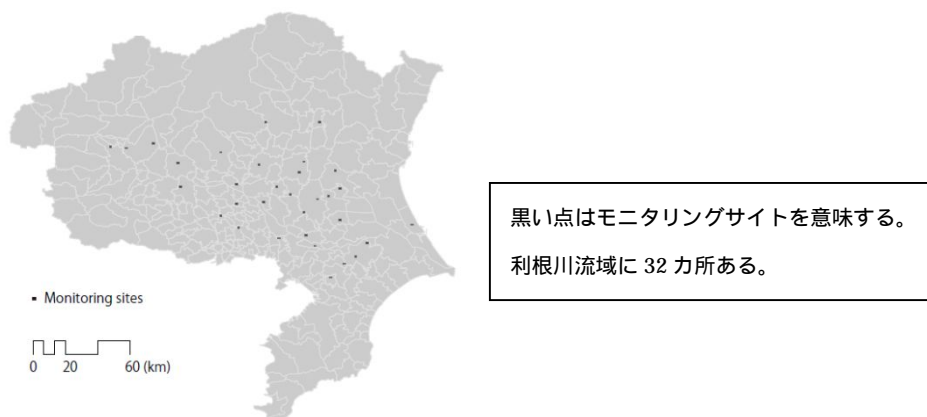 黒い点はモニタリングサイトを意味する。
利根川流域に 32 カ所ある。
Monitoring sites
0 20 60 (km)